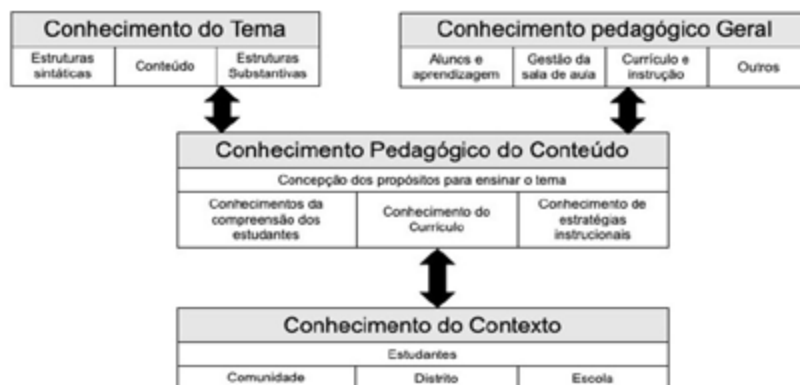 Conhecimento do Tema
Estruturas
sintáticas
Conteúdo
Estruturas
Substantivas
Conhecimento pedagógico Geral
Alunos e
aprendizagem
Gestão da
sala de aula
Currículo e
instrução
Outros
Conhecimento Pedagógico do Conteúdo
Concepção dos propósitos para ensinar o tema
Conhecimentos da
compreensão dos
estudantes
Conhecimento do
Currículo
Conhecimento de
estratégias
instrucionais
Conhecimento do Contexto
Estudantes
Comunidade
Distrito
Escola